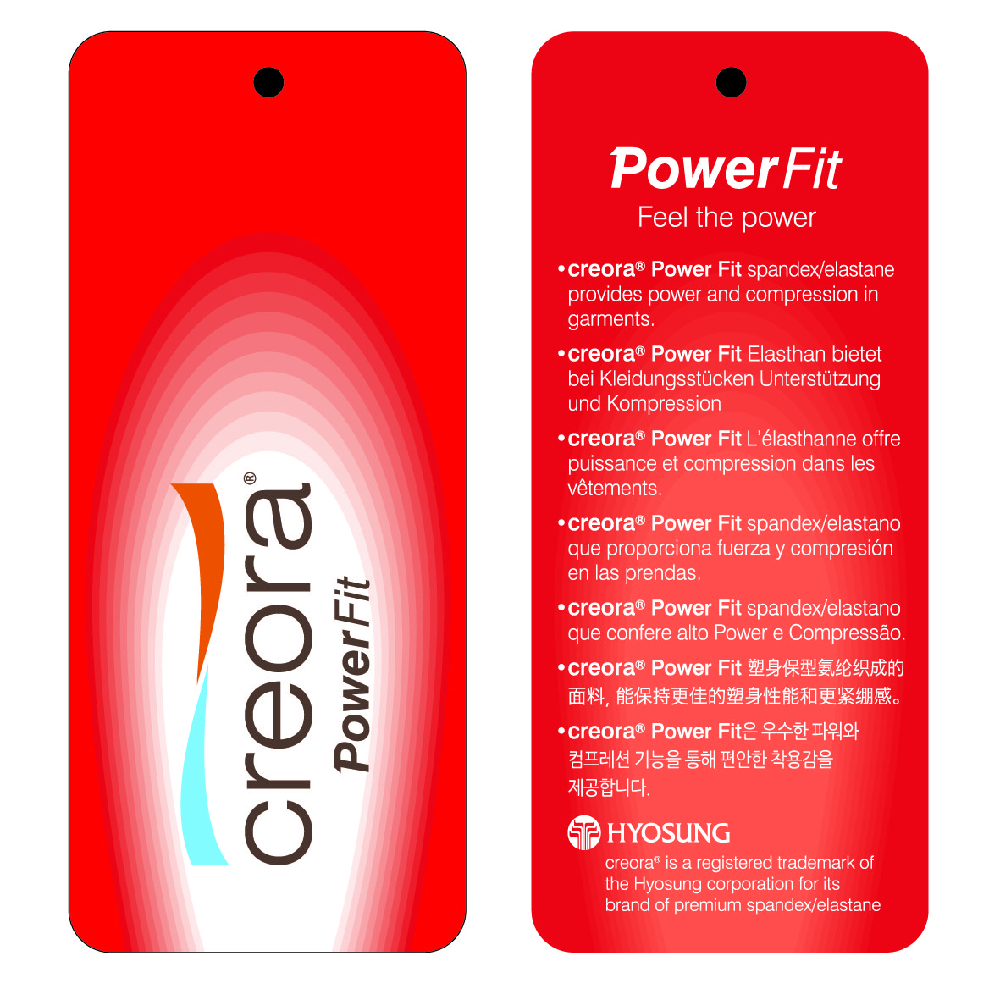 creora®
PowerFit
PowerFit
Feel the power
•creora® Power Fit spandex/elastane
provides power and compression in
garments.
•creora® Power Fit Elasthan bietet
bei Kleidungsstücken Unterstützung
und Kompression
•creora® Power Fit L'élasthanne offre
puissance et compression dans les
vêtements.
•creora® Power Fit spandex/elastano
que proporciona fuerza y compresión
en las prendas.
•creora® Power Fit spandex/elastano
que confere alto Power e Compressão.
•creora® Power Fit 塑身保型氨纶织成的
面料, 能保持更佳的塑身性能和更紧绷感。
•creora® Power Fit은 우수한 파워와
컴프레션 기능을 통해 편안한 착용감을
제공합니다.
HYOSUNG
creora® is a registered trademark of
the Hyosung corporation for its
brand of premium spandex/elastane